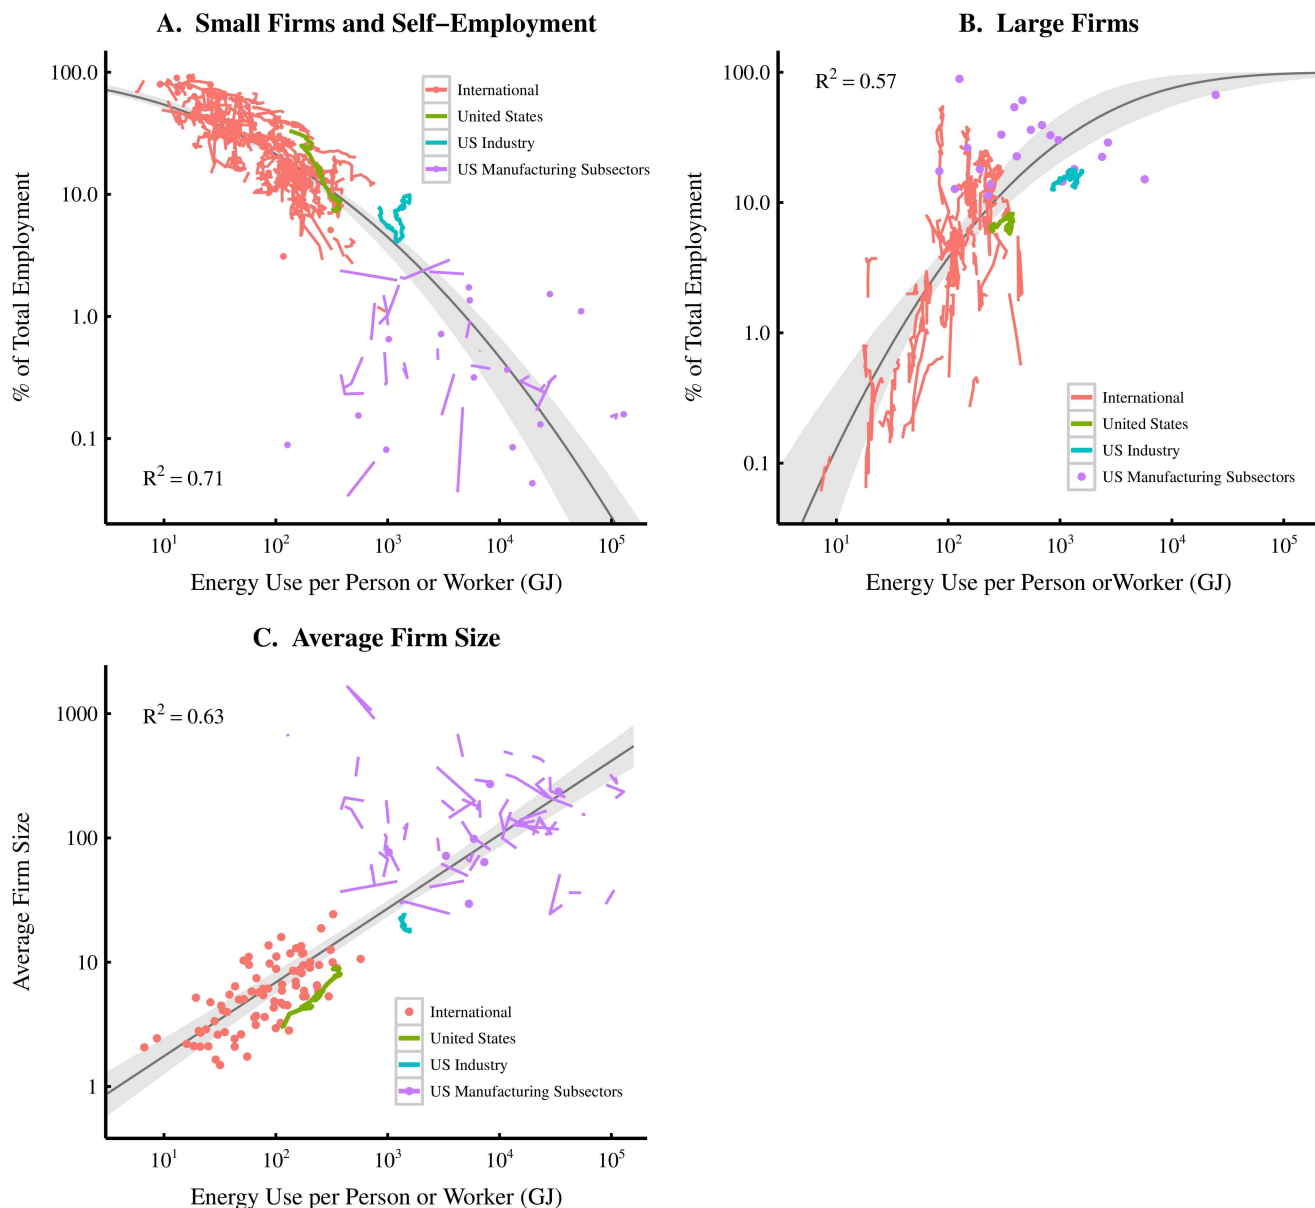 A. Small Firms and Self−Employment
100.0
10.0
1.0
0.1
% of Total Employment
International
United States
US Industry
US Manufacturing Subsectors
R² = 0.71
10¹ 10² 10³ 10⁴ 10⁵
Energy Use per Person or Worker (GJ)
B. Large Firms
R² = 0.57
100.0
10.0
1.0
0.1
% of Total Employment
International
United States
US Industry
US Manufacturing Subsectors
10¹ 10² 10³ 10⁴ 10⁵
Energy Use per Person orWorker (GJ)
C. Average Firm Size
R² = 0.63
1000
100
10
1
Average Firm Size
International
United States
US Industry
US Manufacturing Subsectors
10¹ 10² 10³ 10⁴ 10⁵
Energy Use per Person or Worker (GJ)